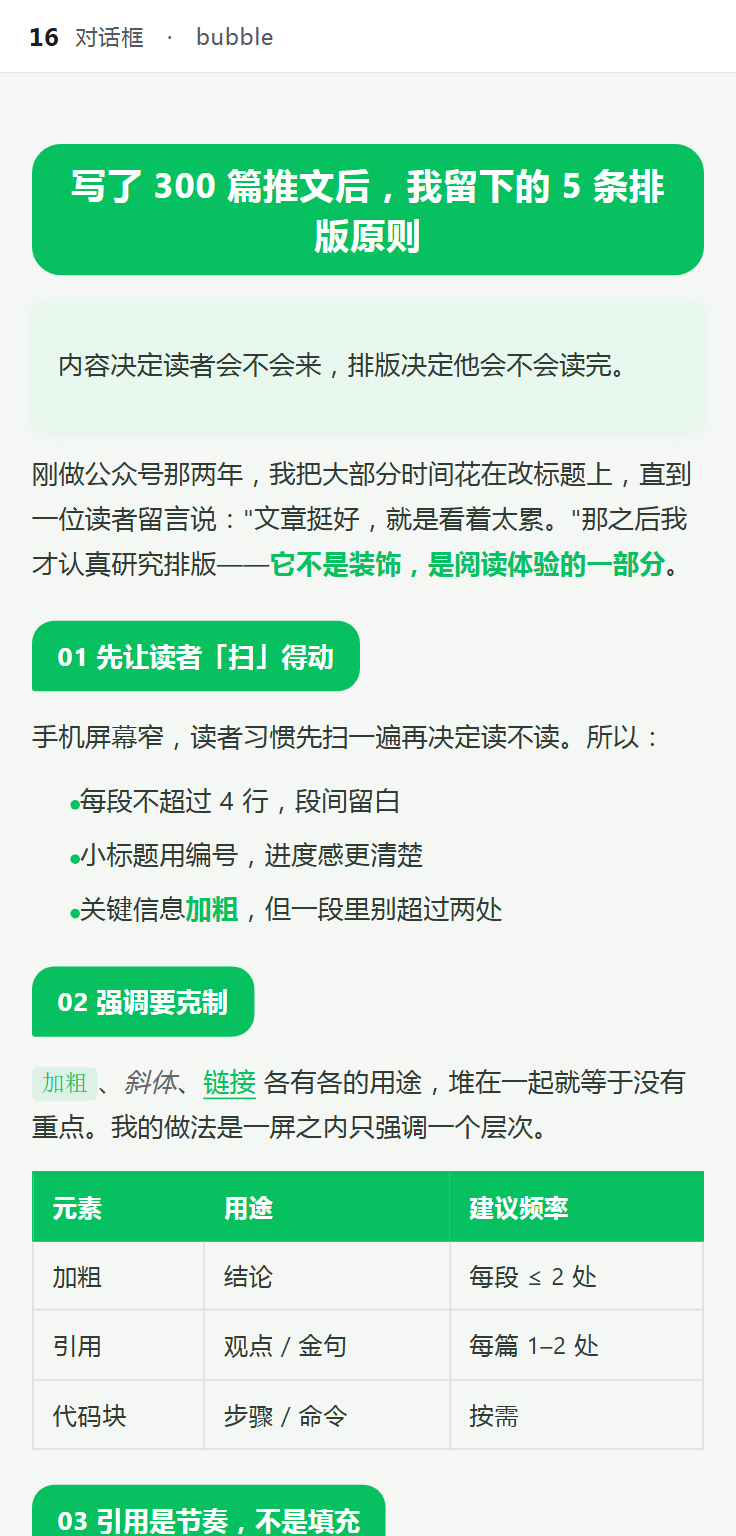 16 对话框 · bubble
写了 300 篇推文后，我留下的 5 条排
版原则
内容决定读者会不会来，排版决定他会不会读完。
刚做公众号那两年，我把大部分时间花在改标题上，直到
一位读者留言说："文章挺好，就是看着太累。"那之后我
才认真研究排版——它不是装饰，是阅读体验的一部分。
01 先让读者「扫」得动
手机屏幕窄，读者习惯先扫一遍再决定读不读。所以：
•每段不超过 4 行，段间留白
•小标题用编号，进度感更清楚
•关键信息加粗，但一段里别超过两处
02 强调要克制
加粗、斜体、链接 各有各的用途，堆在一起就等于没有
重点。我的做法是一屏之内只强调一个层次。
元素 用途 建议频率
加粗 结论 每段 ≤ 2 处
引用 观点 / 金句 每篇 1–2 处
代码块 步骤 / 命令 按需
03 引用是节奏，不是填充